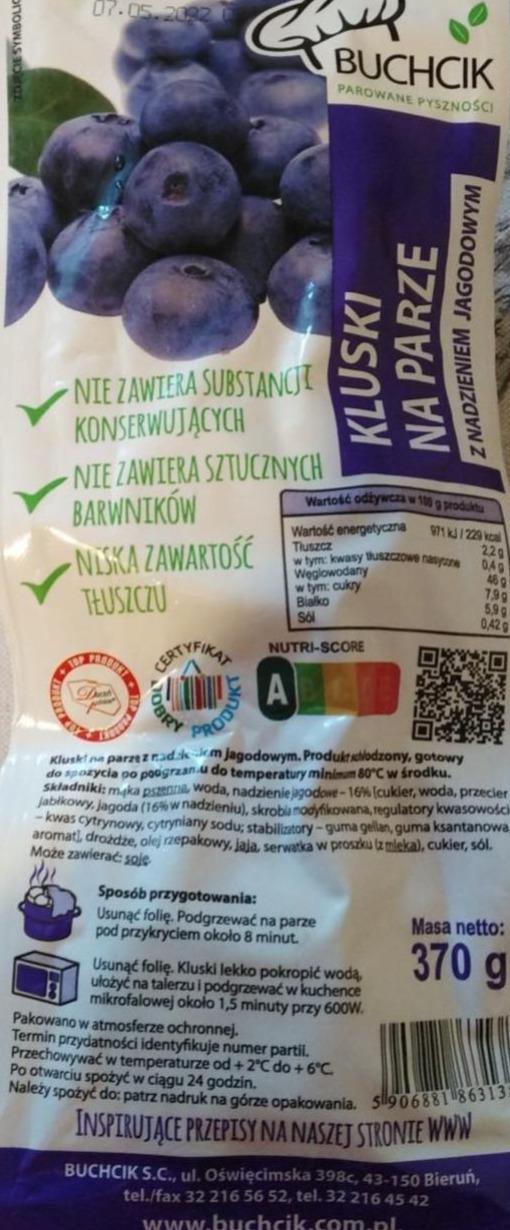 07.05.2022
ZDJĘCIE SYMBOLIC
BUCHCIK
PAROWANE PYSZNOŚCI
KLUSKI
NA PARZE
Z NADZIENIEM JAGODOWYM
NIE ZAWIERA SUBSTANCJI
KONSERWUJĄCYCH
NIE ZAWIERA SZTUCZNYCH
BARWNIKÓW
NISKA ZAWARTOŚĆ
TŁUSZCZU
Wartość odżywcza w 100 g produktu
Wartość energetyczna 971 kJ / 229 kcal
Tłuszcz 2,2 g
w tym: kwasy tłuszczowe nasycone 0,4 g
Węglowodany 46 g
w tym: cukry 7,9 g
Białko 5,9 g
Sól 0,42 g
TOP PRODUKT TOP PRODUKT
CERTYFIKAT
DOBRY PRODUKT
NUTRI-SCORE
A
Kluski na parze z nadzieniem jagodowym. Produkt schłodzony, gotowy
do spożycia po podgrzaniu do temperatury minimum 80°C w środku.
Składniki: mąka pszenna, woda, nadzienie jagodowe – 16% [cukier, woda, przecier
jabłkowy, jagoda (16% w nadzieniu), skrobia modyfikowana, regulatory kwasowości
– kwas cytrynowy, cytryniany sodu; stabilizatory – guma gellan, guma ksantanowa
aromat], drożdże, olej rzepakowy, jaja, serwatka w proszku (z mleka), cukier, sól.
Może zawierać: soję.
Sposób przygotowania:
Usunąć folię. Podgrzewać na parze
pod przykryciem około 8 minut.
Usunąć folię. Kluski lekko pokropić wodą,
ułożyć na talerzu i podgrzewać w kuchence
mikrofalowej około 1,5 minuty przy 600W.
Masa netto:
370 g
Pakowano w atmosferze ochronnej.
Termin przydatności identyfikuje numer partii.
Przechowywać w temperaturze od + 2°C do + 6°C.
Po otwarciu spożyć w ciągu 24 godzin.
Należy spożyć do: patrz nadruk na górze opakowania.
5 906881 86313
INSPIRUJĄCE PRZEPISY NA NASZEJ STRONIE WWW
BUCHCIK S.C., ul. Oświęcimska 398c, 43-150 Bieruń,
tel./fax 32 216 56 52, tel. 32 216 45 42
www.buchcik.com.pl